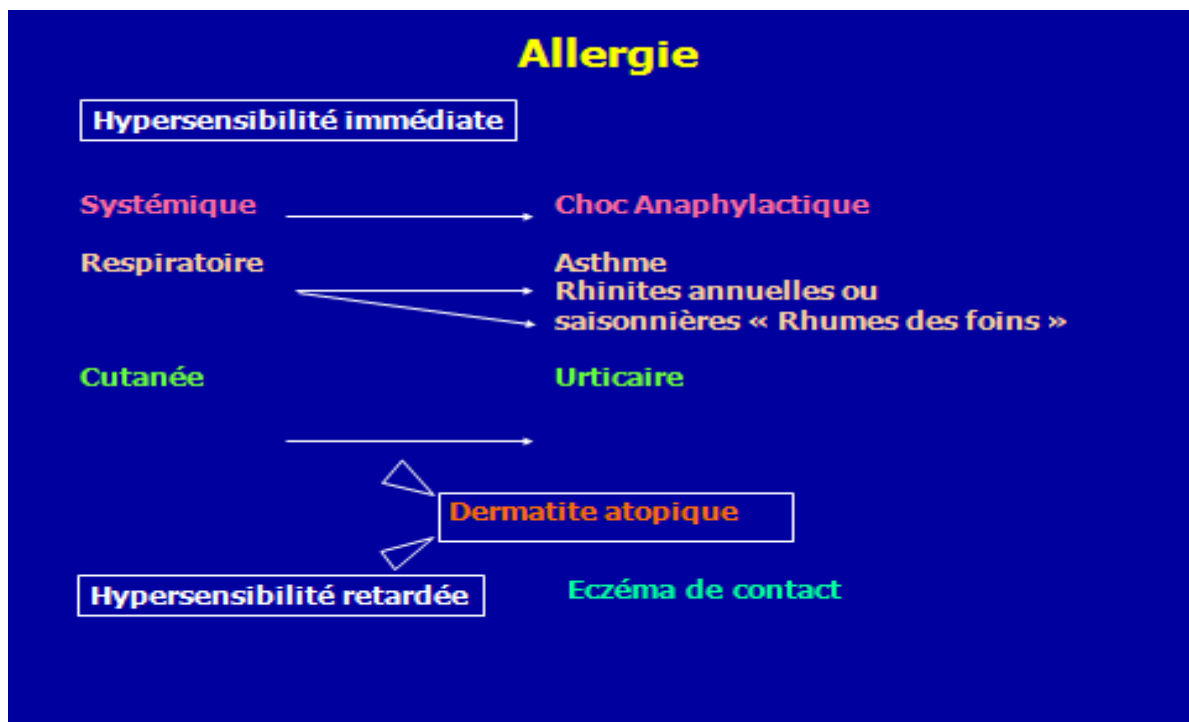 Allergie
Hypersensibilité immédiate
Systémique Choc Anaphylactique
Respiratoire Asthme
Rhinites annuelles ou
saisonnières « Rhumes des foins »
Cutanée Urticaire
Dermatite atopique
Hypersensibilité retardée Eczéma de contact